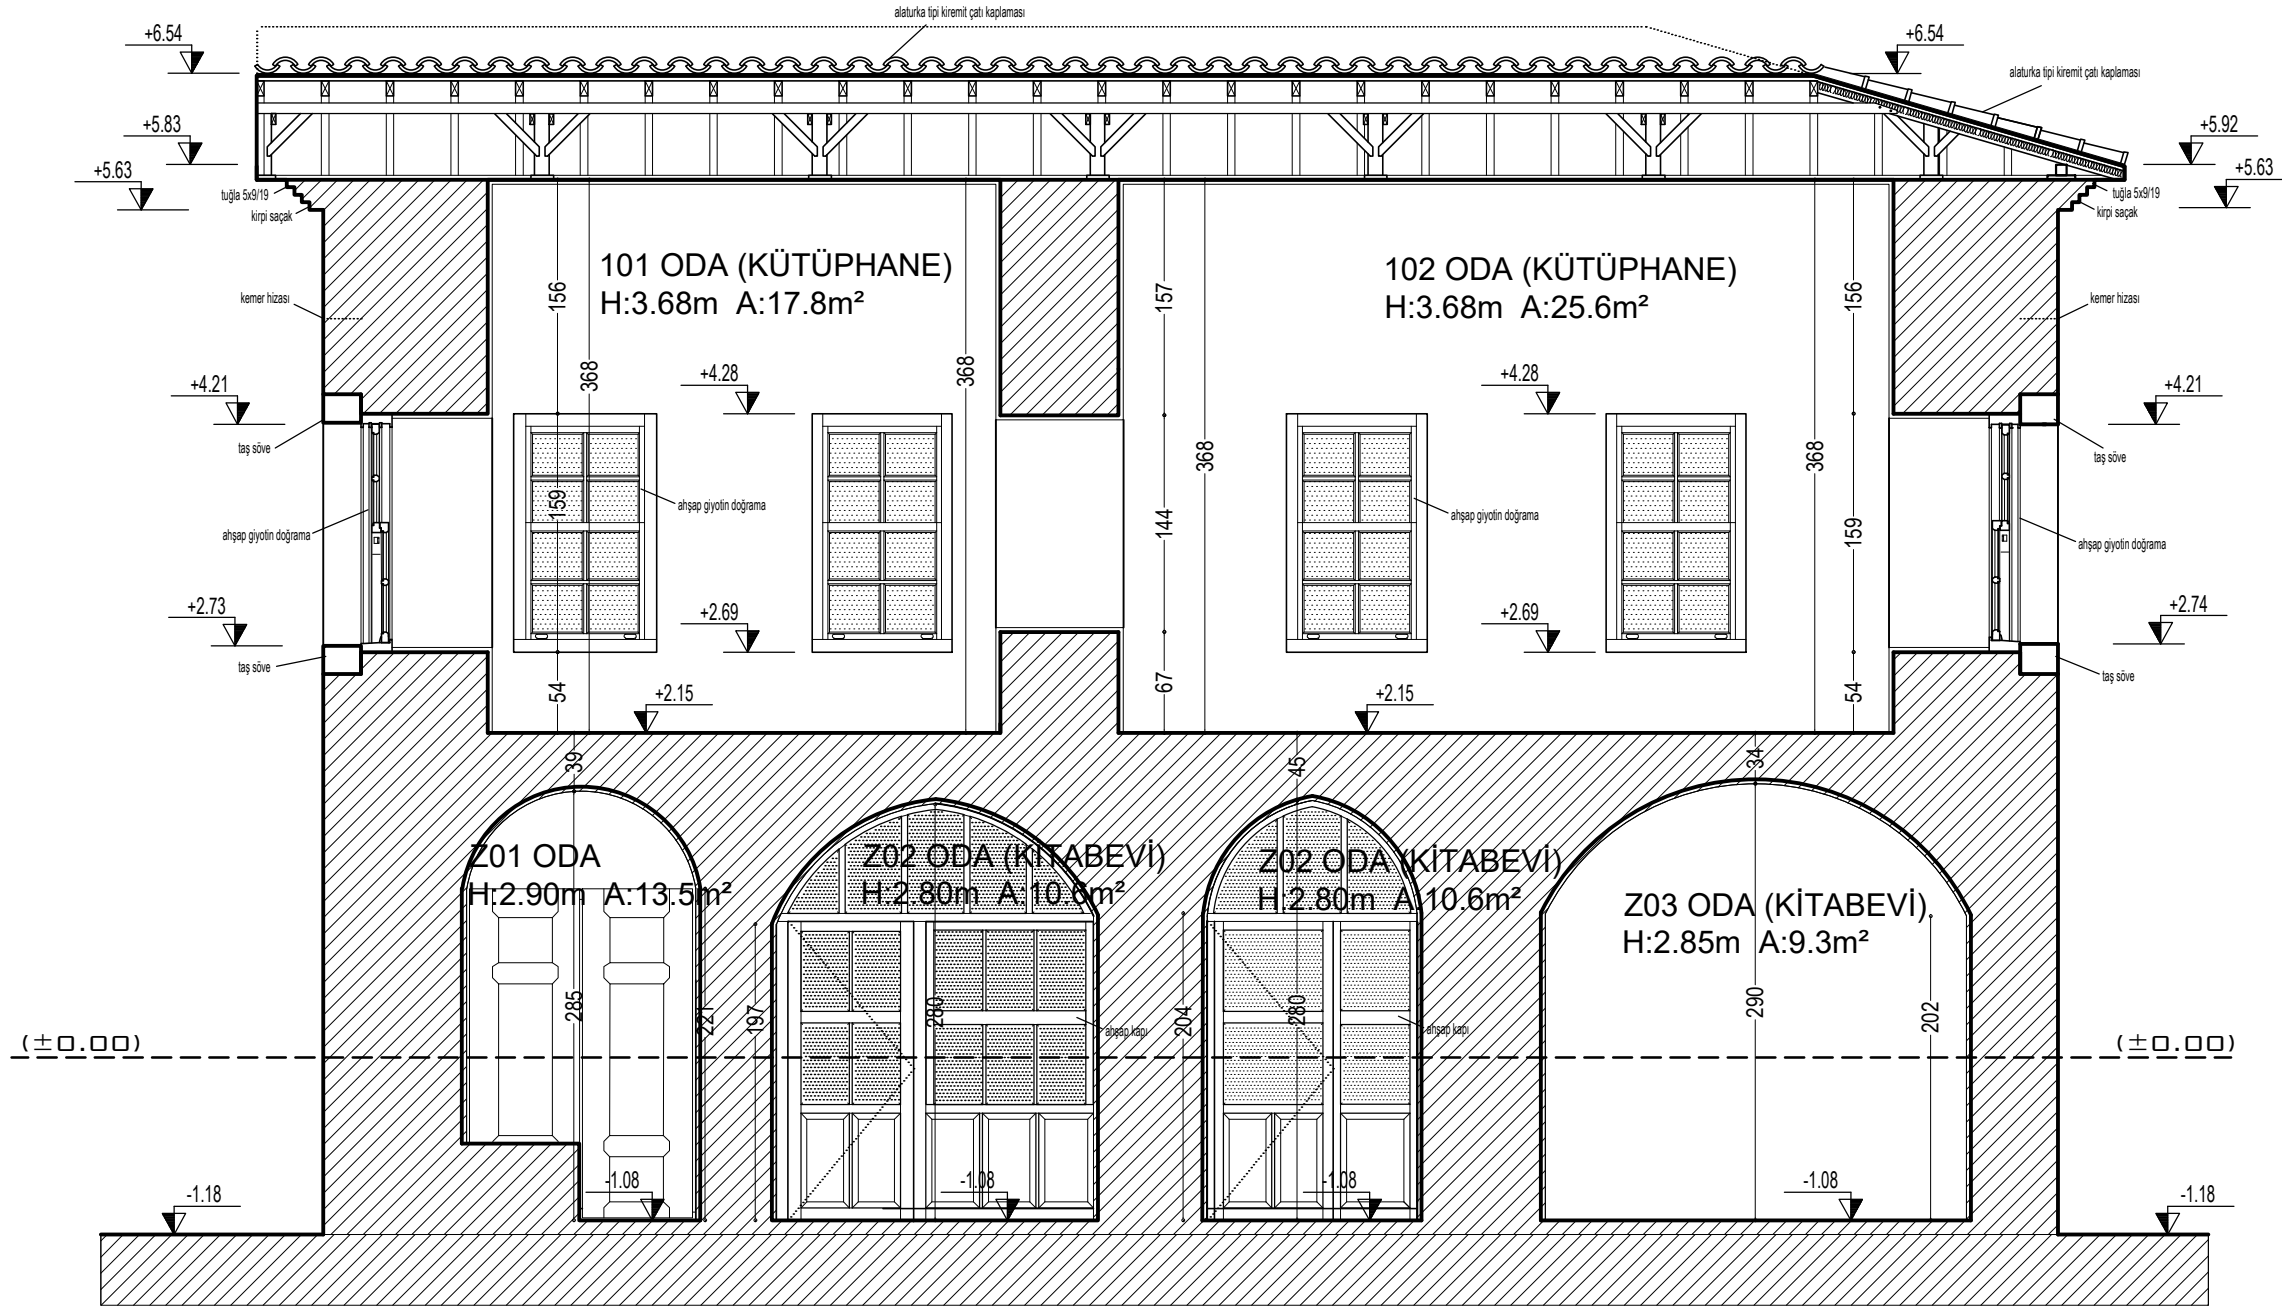 alaturka tipi kiremit çatı kaplaması
+6.54
+6.54
alaturka tipi kiremit çatı kaplaması
+5.83
+5.92
+5.63
+5.63
tuğla 5x9/19
kirpi saçak
tuğla 5x9/19
kirpi saçak
101 ODA (KÜTÜPHANE)
H:3.68m A:17.8m²
102 ODA (KÜTÜPHANE)
H:3.68m A:25.6m²
kemer hizası
kemer hizası
156
157
156
368
368
368
368
+4.21
+4.28
+4.28
+4.21
taş söve
taş söve
159
144
159
ahşap giyotin doğrama
ahşap giyotin doğrama
ahşap giyotin doğrama
ahşap giyotin doğrama
+2.73
+2.69
+2.69
+2.74
taş söve
taş söve
54
67
54
+2.15
+2.15
39
45
34
Z01 ODA
H:2.90m A:13.5m²
Z02 ODA (KİTABEVİ)
H:2.80m A:10.6m²
Z02 ODA (KİTABEVİ)
H:2.80m A:10.6m²
Z03 ODA (KİTABEVİ)
H:2.85m A:9.3m²
285
221
197
280
204
280
290
202
ahşap kapı
ahşap kapı
(±0.00)
(±0.00)
-1.18
-1.08
-1.08
-1.08
-1.08
-1.18